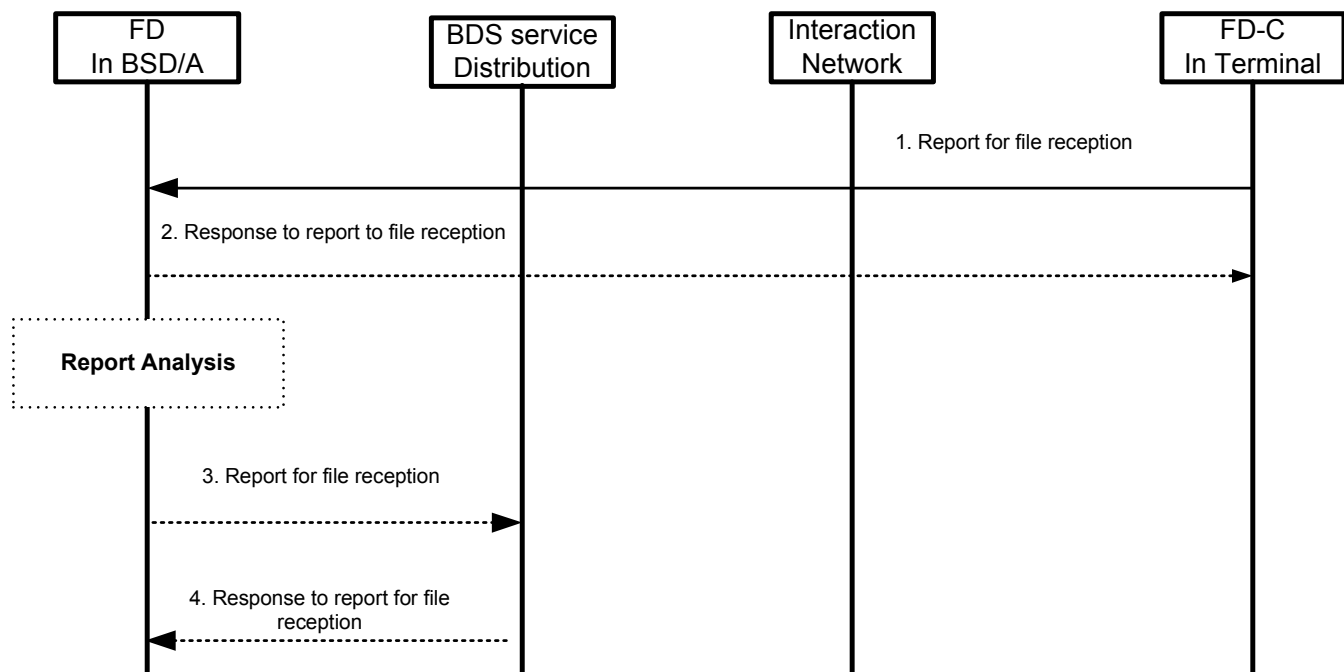 FD
In BSD/A
BDS service
Distribution
Interaction
Network
FD-C
In Terminal
1. Report for file reception
2. Response to report to file reception
Report Analysis
3. Report for file reception
4. Response to report for file
reception